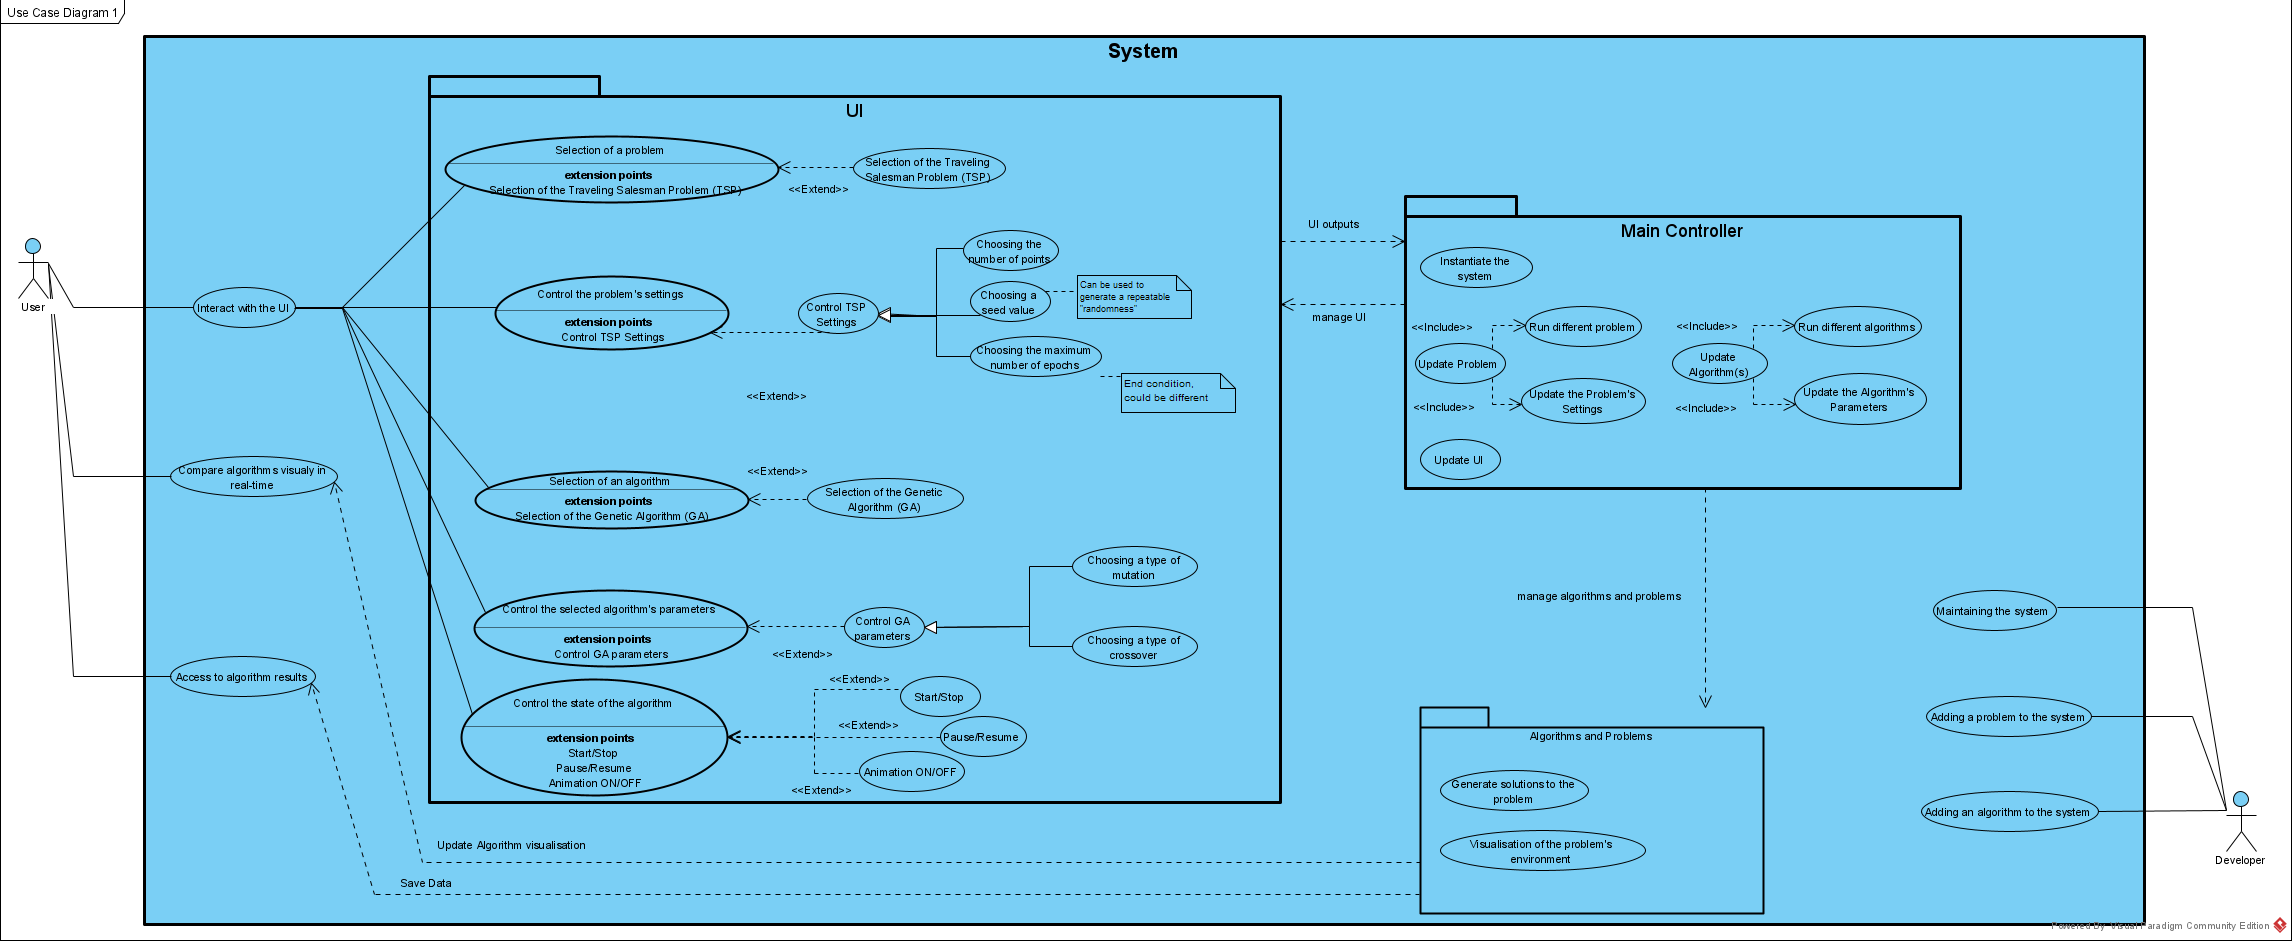 Use Case Diagram 1
System
UI
Selection of a problem
extension points
Selection of the Traveling Salesman Problem (TSP)
<<Extend>>
Selection of the Traveling
Salesman Problem (TSP)
User
Interact with the UI
Control the problem's settings
extension points
Control TSP Settings
Control TSP
Settings
<<Extend>>
Choosing the
number of points
Choosing a
seed value
Can be used to
generate a repeatable
"randomness"
Choosing the maximum
number of epochs
End condition,
could be different
Compare algorithms visualy in
real-time
<<Extend>>
Selection of an algorithm
extension points
Selection of the Genetic Algorithm (GA)
Selection of the Genetic
Algorithm (GA)
Access to algorithm results
Control the selected algorithm's parameters
extension points
Control GA parameters
<<Extend>>
Control GA
parameters
Choosing a type of
mutation
Choosing a type of
crossover
Control the state of the algorithm
extension points
Start/Stop
Pause/Resume
Animation ON/OFF
<<Extend>>
Start/Stop
<<Extend>>
Pause/Resume
Animation ON/OFF
<<Extend>>
Update Algorithm visualisation
Save Data
UI outputs
manage UI
Main Controller
Instantiate the
system
<<Include>>
Run different problem
Update Problem
<<Include>>
Update the Problem's
Settings
<<Include>>
Run different algorithms
Update
Algorithm(s)
<<Include>>
Update the Algorithm's
Parameters
Update UI
manage algorithms and problems
Algorithms and Problems
Generate solutions to the
problem
Visualisation of the problem's
environment
Maintaining the system
Adding a problem to the system
Adding an algorithm to the system
Developer
Powered By Visual Paradigm Community Edition